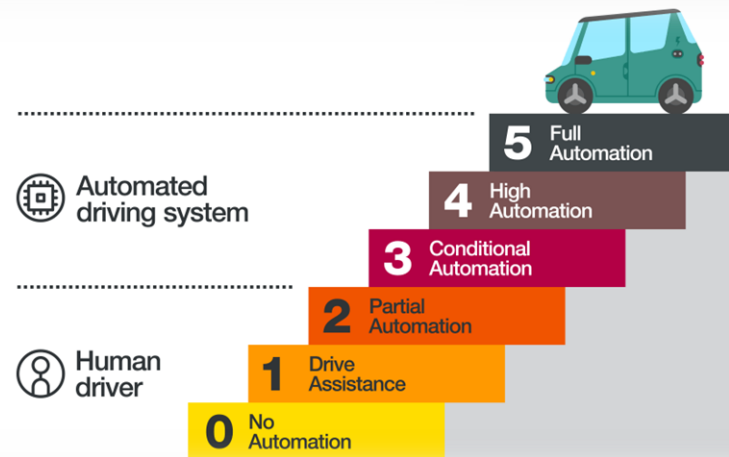 5 Full
Automation
4 High
Automation
Automated
driving system
3 Conditional
Automation
2 Partial
Automation
Human
driver
1 Drive
Assistance
0 No
Automation